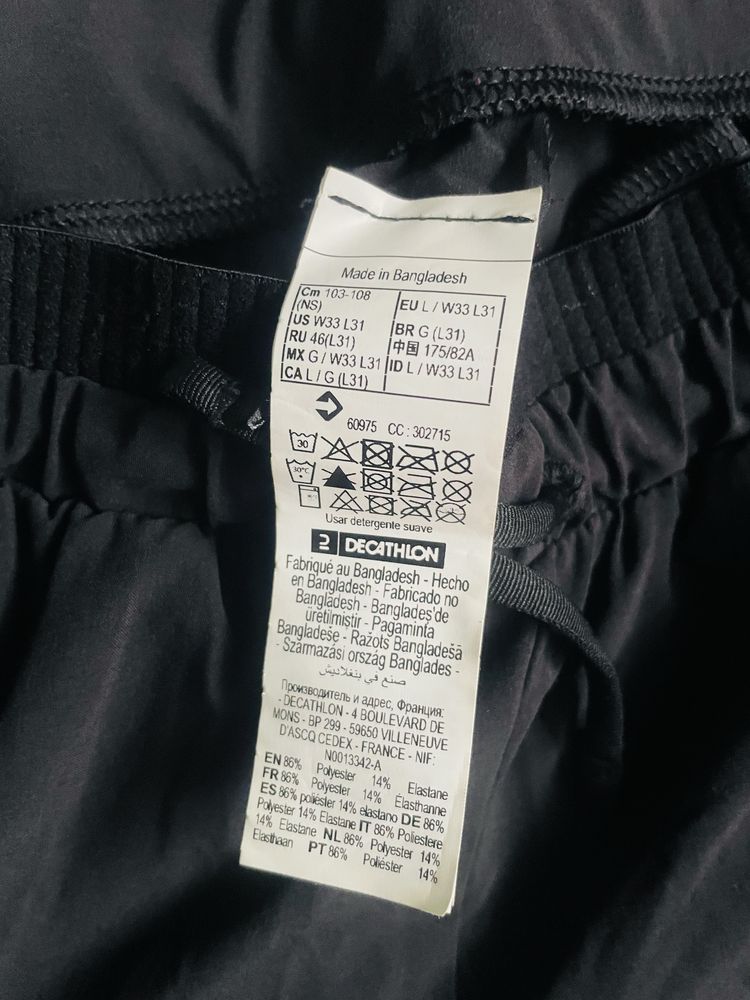 Made in Bangladesh
Cm 103-108
(NS)
US W33 L31
RU 46(L31)
MX G / W33 L31
CA L / G (L31)
EU L / W33 L31
BR G (L31)
中国 175/82A
ID L / W33 L31
60975 CC : 302715
30
30°C
Usar detergente suave
DECATHLON
Fabriqué au Bangladesh - Hecho
en Bangladesh - Fabricado no
Bangladesh - Bangladeş'de
üretilmiştir - Pagaminta
Bangladeše - Ražots Bangladešā
- Származási ország Banglades -
صنع في بنغلاديش
Производитель и адрес, Франция:
- DECATHLON - 4 BOULEVARD DE
MONS - BP 299 - 59650 VILLENEUVE
D'ASCQ CEDEX - FRANCE - NIF:
N0013342-A
EN 86% Polyester 14% Elastane
FR 86% Polyester 14% Élasthanne
ES 86% poliéster 14% elastano DE 86%
Polyester 14% Elastane IT 86% Poliestere
14% Elastane NL 86% Polyester 14%
Elasthaan PT 86% Poliéster 14%